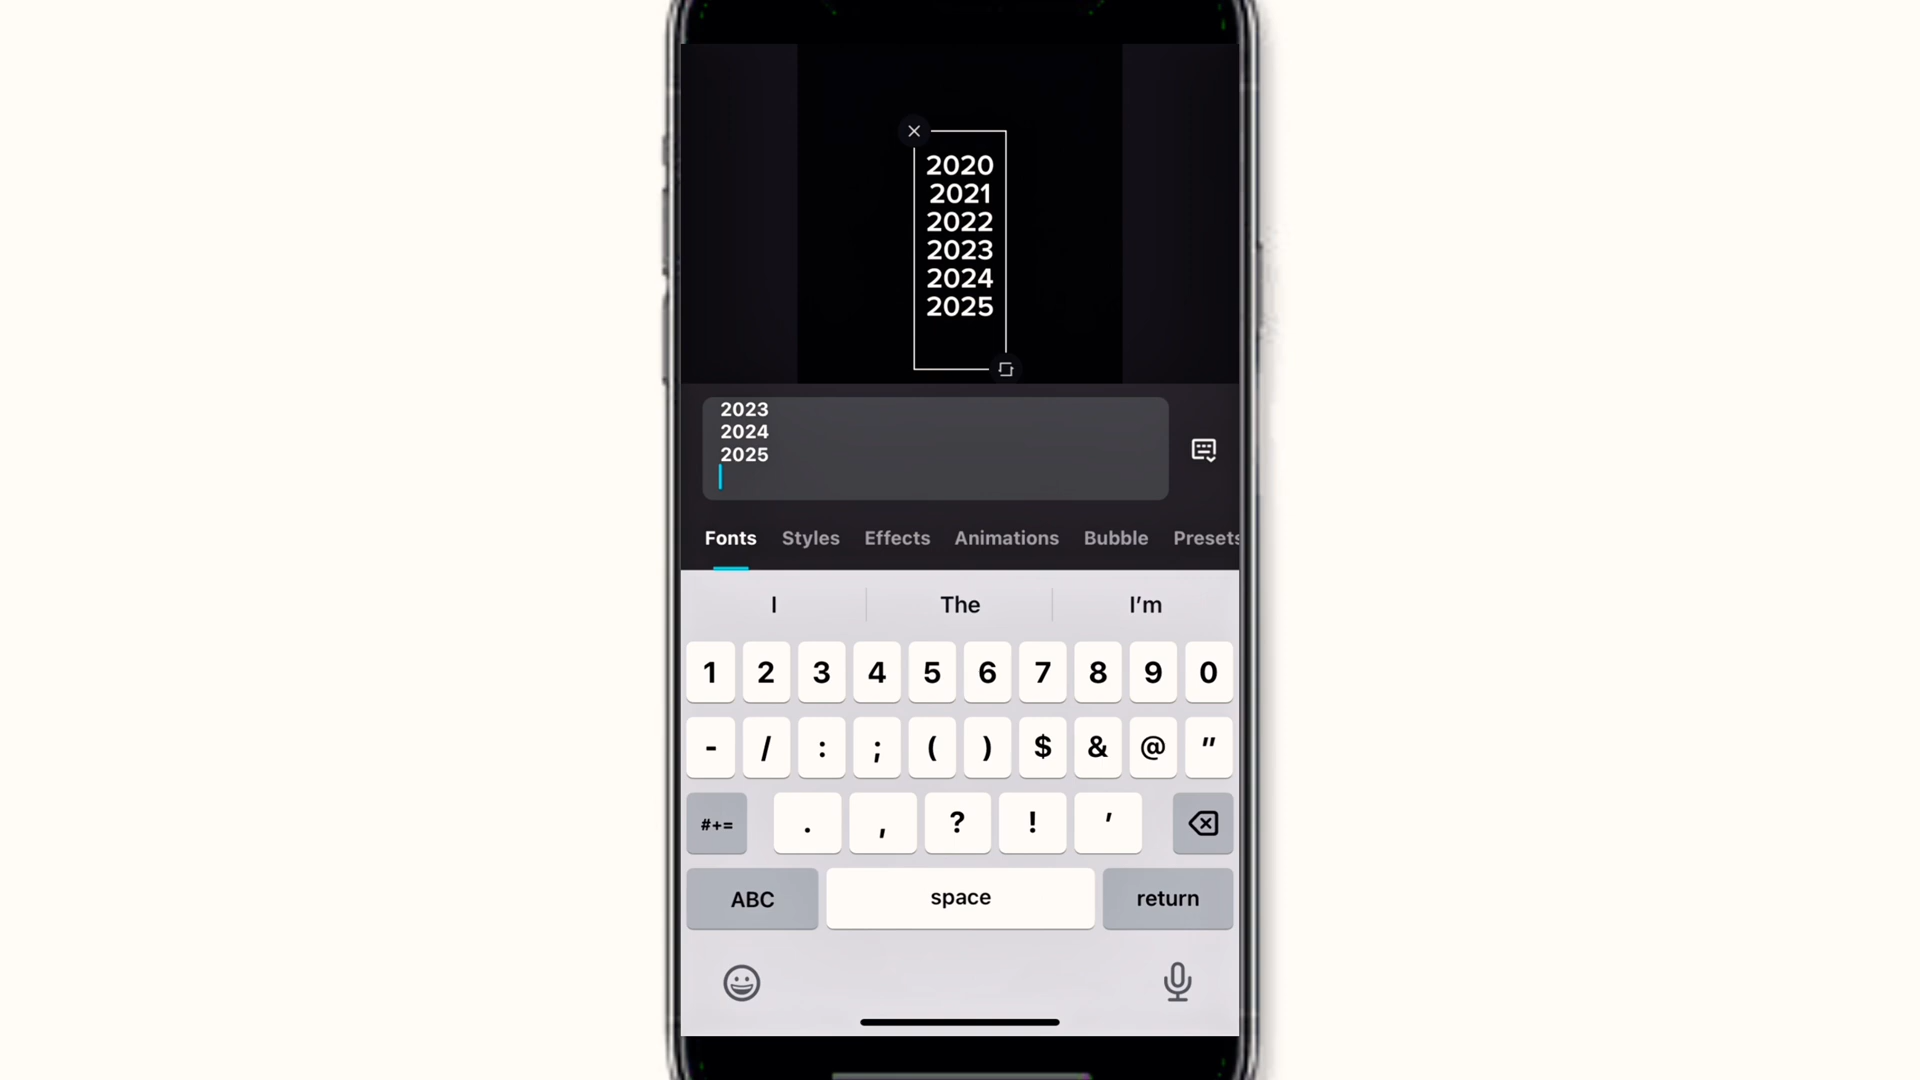 2020
2021
2022
2023
2024
2025
2023
2024
2025
Fonts Styles Effects Animations Bubble Presets
I The I’m
1 2 3 4 5 6 7 8 9 0
- / : ; ( ) $ & @ "
#+= . , ? ! '
ABC space return